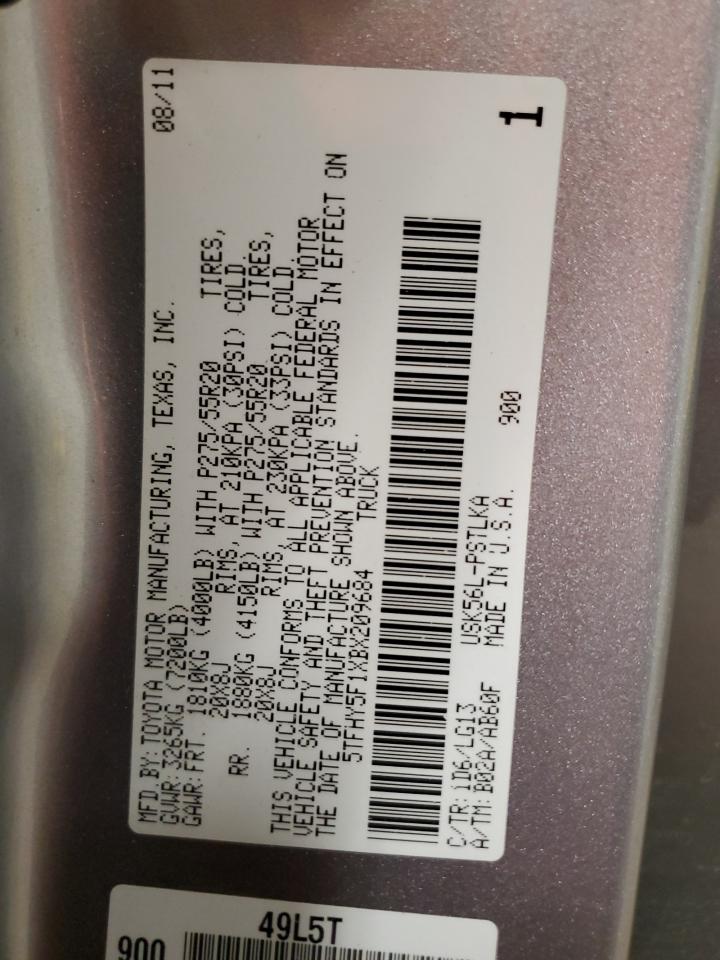 MFD BY: TOYOTA MOTOR MANUFACTURING, TEXAS, INC. 08/11
GVWR: 3265KG (7200LB)
GAWR: FRT. 1810KG (4000LB) WITH P275/55R20 TIRES,
20X8J RIMS, AT 210KPA (30PSI) COLD.
RR. 1880KG (4150LB) WITH P275/55R20 TIRES,
20X8J RIMS, AT 230KPA (33PSI) COLD.
THIS VEHICLE CONFORMS TO ALL APPLICABLE FEDERAL MOTOR
VEHICLE SAFETY AND THEFT PREVENTION STANDARDS IN EFFECT ON
THE DATE OF MANUFACTURE SHOWN ABOVE.
5TFHY5F1XBX209684 TRUCK
C/TR: 1D6/LG13 USK56L-PSTLKA
A/TM: B02A/AB60F MADE IN U.S.A. 900
1
49L5T
900